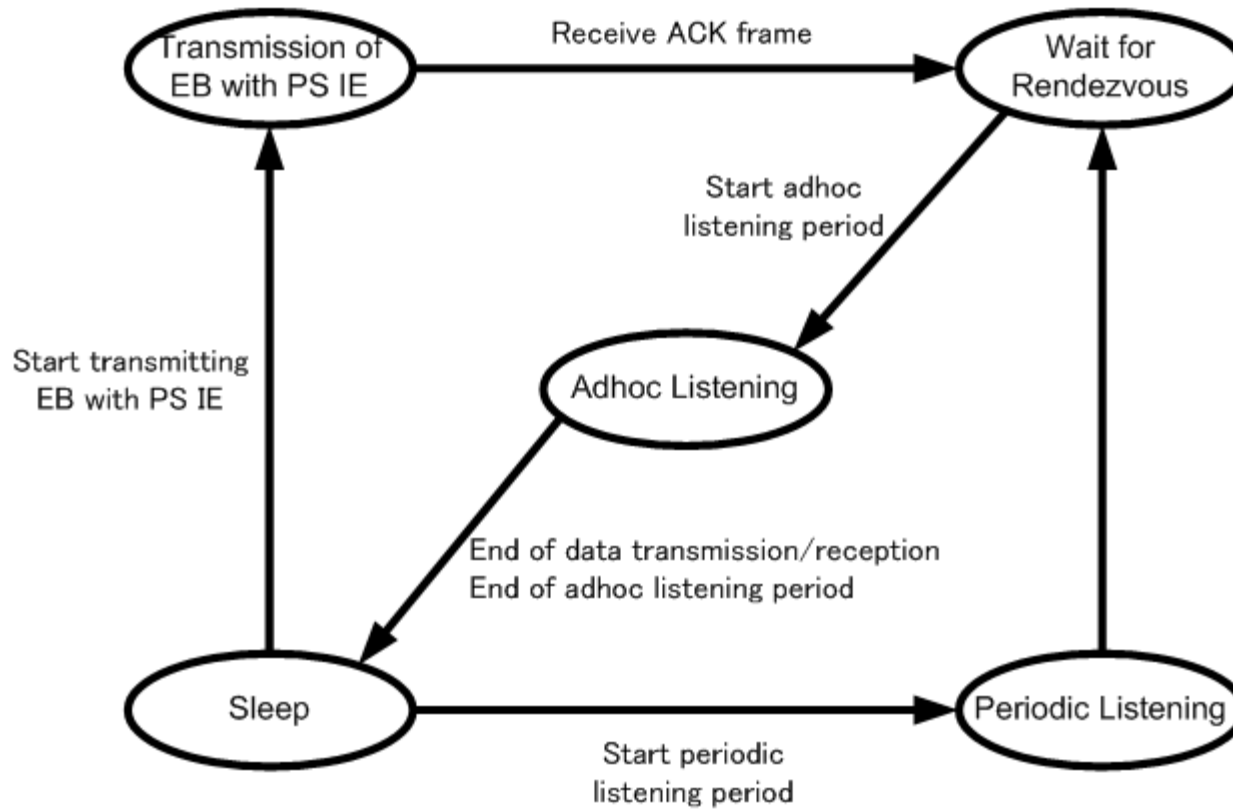 Transmission of
EB with PS IE
Receive ACK frame
Wait for
Rendezvous
Start adhoc
listening period
Start transmitting
EB with PS IE
Adhoc Listening
End of data transmission/reception
End of adhoc listening period
Sleep
Periodic Listening
Start periodic
listening period